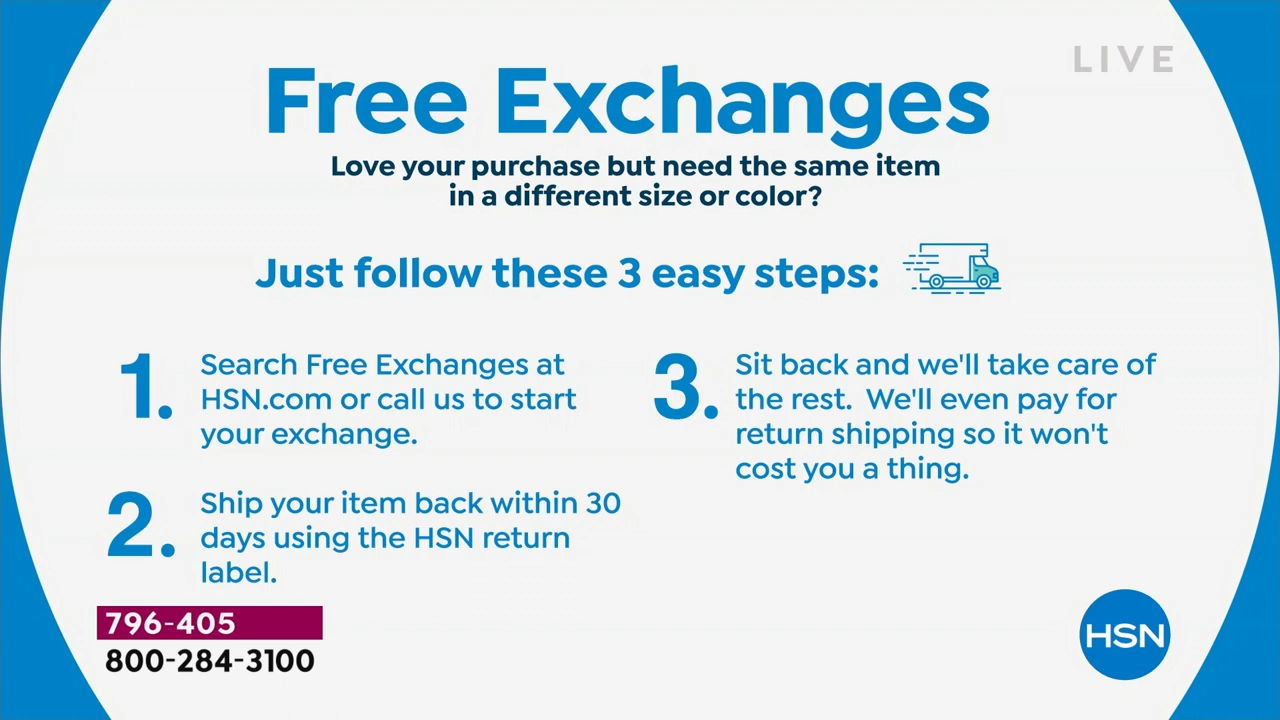 LIVE
Free Exchanges
Love your purchase but need the same item
in a different size or color?
Just follow these 3 easy steps:
1. Search Free Exchanges at
HSN.com or call us to start
your exchange.
2. Ship your item back within 30
days using the HSN return
label.
3. Sit back and we'll take care of
the rest.  We'll even pay for
return shipping so it won't
cost you a thing.
796-405
800-284-3100
HSN